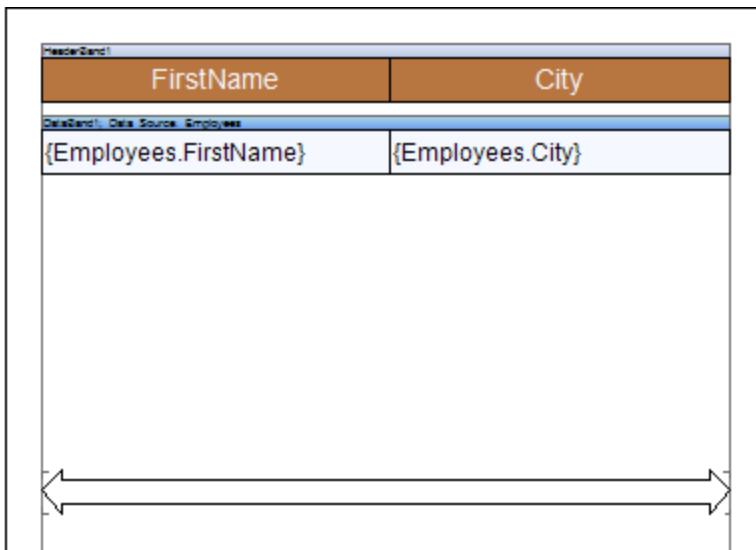 HeaderBand1
FirstName City
DataBand1; Data Source: Employees
{Employees.FirstName} {Employees.City}